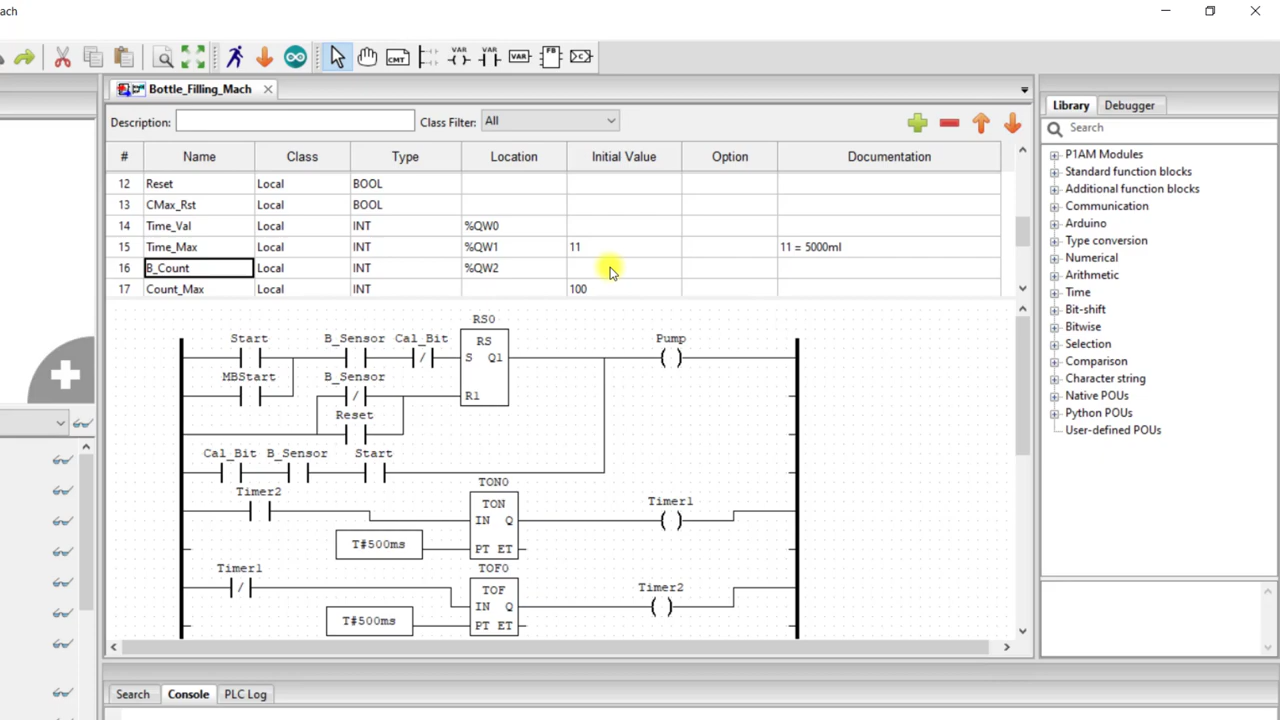 ach
CMT VAR VAR VAR FB C
Bottle_Filling_Mach
Description: Class Filter: All
# Name Class Type Location Initial Value Option Documentation
12 Reset Local BOOL
13 CMax_Rst Local BOOL
14 Time_Val Local INT %QW0
15 Time_Max Local INT %QW1 11 11 = 5000ml
16 B_Count Local INT %QW2
17 Count_Max Local INT 100
RS0
Start B_Sensor Cal_Bit RS Pump
S Q1
MBStart B_Sensor
R1
Reset
Cal_Bit B_Sensor Start
TON0
Timer2 TON Timer1
IN Q
T#500ms PT ET
TOF0
Timer1 TOF Timer2
IN Q
T#500ms PT ET
Library Debugger
Search
P1AM Modules
Standard function blocks
Additional function blocks
Communication
Arduino
Type conversion
Numerical
Arithmetic
Time
Bit-shift
Bitwise
Selection
Comparison
Character string
Native POUs
Python POUs
User-defined POUs
Search Console PLC Log